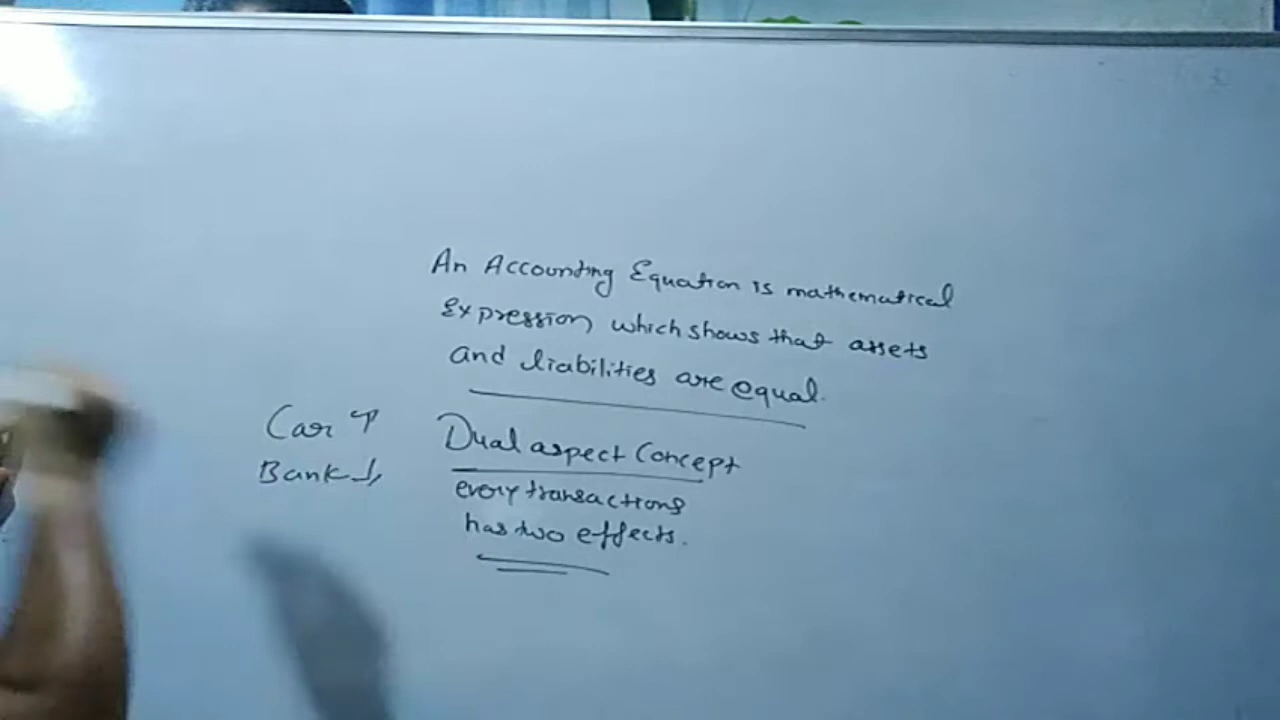 An Accounting Equation is mathematical
Expression which shows that assets
and liabilities are equal.
Car ↑
Bank ↓
Dual aspect Concept
every transactions
has two effects.